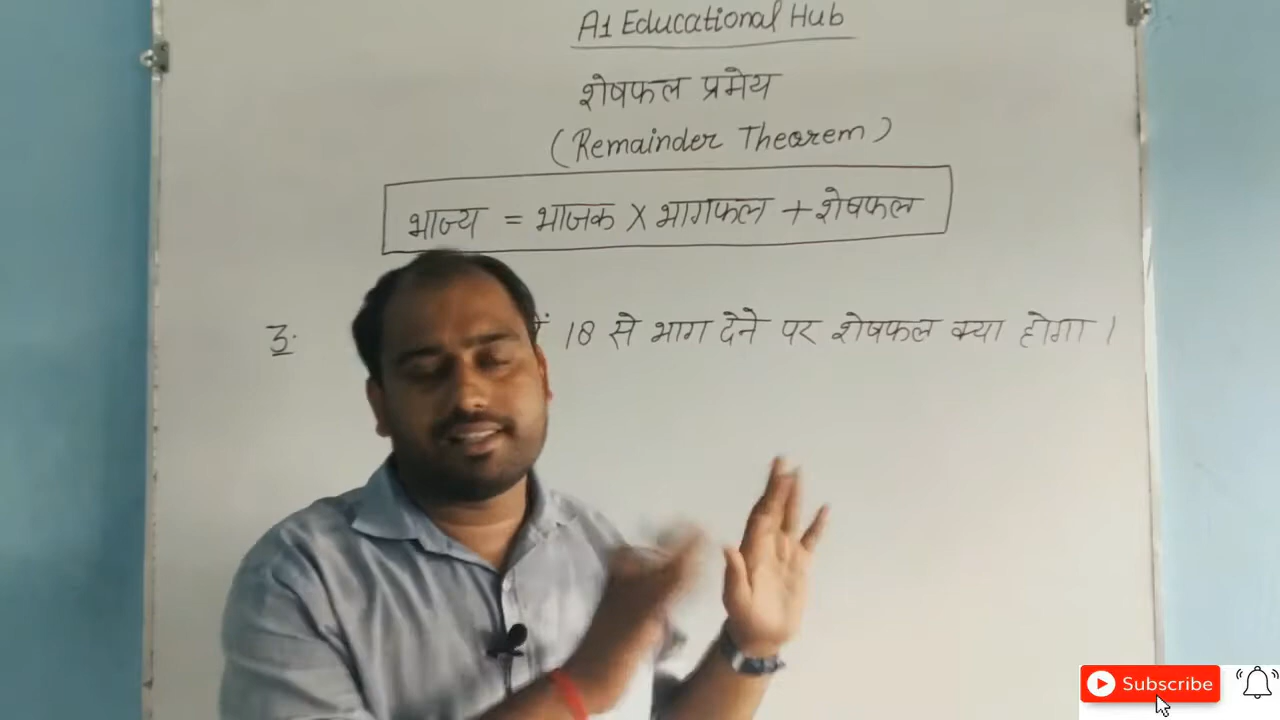 A1 Educational Hub
शेषफल प्रमेय
(Remainder Theorem)
भाज्य = भाजक X भागफल + शेषफल
3. में 18 से भाग देने पर शेषफल क्या होगा।
Subscribe